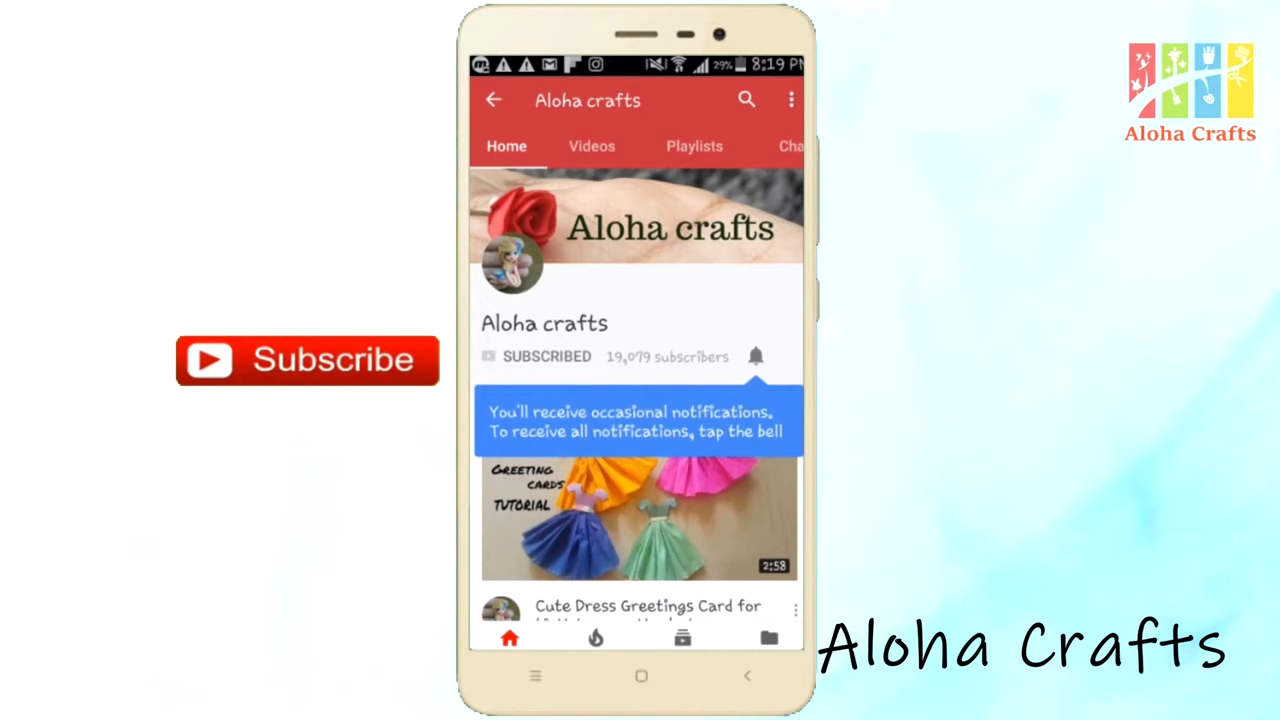 29% 8:19 PM
Aloha crafts
Home Videos Playlists Cha
Aloha crafts
Aloha crafts
SUBSCRIBED 19,079 subscribers
You'll receive occasional notifications.
To receive all notifications, tap the bell
GREETING
CARDS
TUTORIAL
2:58
Cute Dress Greetings Card for
Subscribe
Aloha Crafts
Aloha Crafts